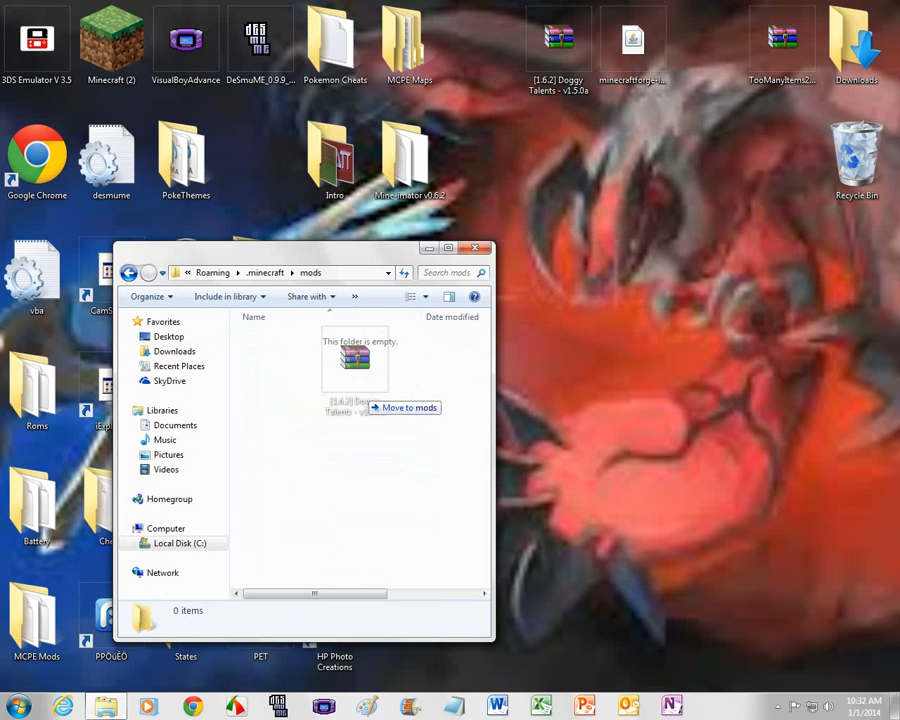 3DS Emulator V 3.5
Minecraft (2)
VisualBoyAdvance
DeSmuME_0.9.9_...
Pokemon Cheats
MCPE Maps
[1.6.2] Doggy
Talents - v1.5.0a
minecraftforge-i...
TooManyItems2...
Downloads
Google Chrome
desmume
PokeThemes
Intro
Mine-imator v0.6.2
Recycle Bin
vba
CamS
Roms
iExpl
Battery
Che
MCPE Mods
States
PET
HP Photo
Creations
« Roaming ▸ .minecraft ▸ mods
Search mods
Organize
Include in library
Share with
»
Name
Date modified
This folder is empty.
Move to mods
Favorites
Desktop
Downloads
Recent Places
SkyDrive
Libraries
Documents
Music
Pictures
Videos
Homegroup
Computer
Local Disk (C:)
Network
0 items
10:32 AM
1/1/2014